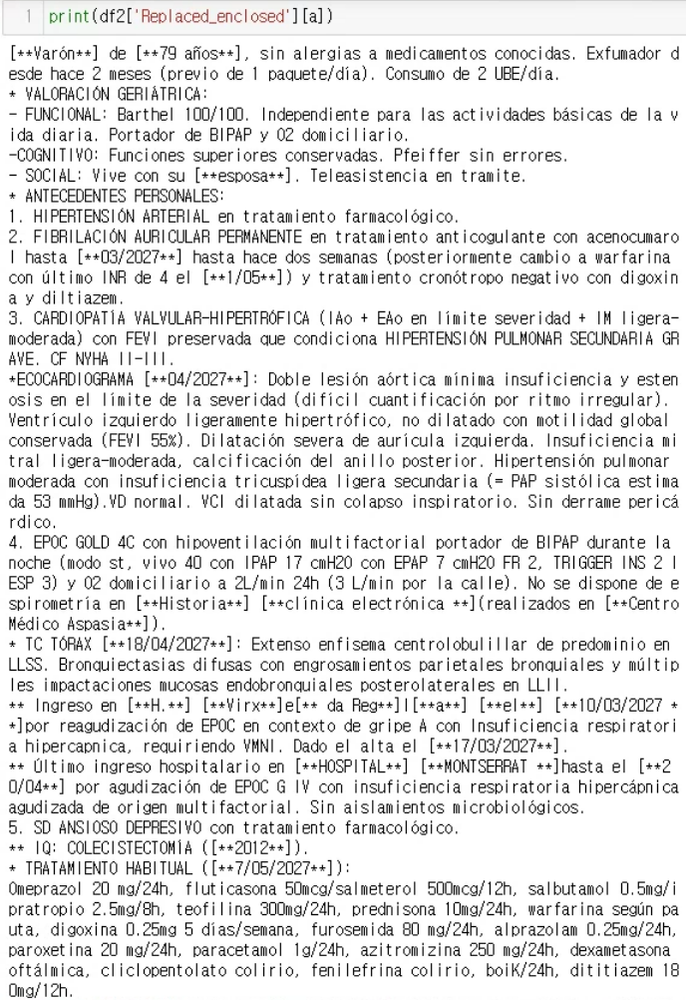 1 print(df2['Replaced_enclosed'][a])
[**Varón**] de [**79 años**], sin alergias a medicamentos conocidas. Exfumador d
esde hace 2 meses (previo de 1 paquete/día). Consumo de 2 UBE/día.
* VALORACIÓN GERIÁTRICA:
- FUNCIONAL: Barthel 100/100. Independiente para las actividades básicas de la v
ida diaria. Portador de BIPAP y O2 domiciliario.
-COGNITIVO: Funciones superiores conservadas. Pfeiffer sin errores.
- SOCIAL: Vive con su [**esposa**]. Teleasistencia en tramite.
* ANTECEDENTES PERSONALES:
1. HIPERTENSIÓN ARTERIAL en tratamiento farmacológico.
2. FIBRILACIÓN AURICULAR PERMANENTE en tratamiento anticogulante con acenocumaro
l hasta [**03/2027**] hasta hace dos semanas (posteriormente cambio a warfarina
con último INR de 4 el [**1/05**]) y tratamiento cronótropo negativo con digoxin
a y diltiazem.
3. CARDIOPATÍA VALVULAR-HIPERTRÓFICA (IAo + EAo en límite severidad + IM ligera-
moderada) con FEVI preservada que condiciona HIPERTENSIÓN PULMONAR SECUNDARIA GR
AVE. CF NYHA II-III.
*ECOCARDIOGRAMA [**04/2027**]: Doble lesión aórtica mínima insuficiencia y esten
osis en el límite de la severidad (difícil cuantificación por ritmo irregular).
Ventrículo izquierdo ligeramente hipertrófico, no dilatado con motilidad global
conservada (FEVI 55%). Dilatación severa de aurícula izquierda. Insuficiencia mi
tral ligera-moderada, calcificación del anillo posterior. Hipertensión pulmonar
moderada con insuficiencia tricuspídea ligera secundaria (= PAP sistólica estima
da 53 mmHg).VD normal. VCI dilatada sin colapso inspiratorio. Sin derrame pericá
rdico.
4. EPOC GOLD 4C con hipoventilación multifactorial portador de BIPAP durante la
noche (modo st, vivo 40 con IPAP 17 cmH2O con EPAP 7 cmH2O FR 2, TRIGGER INS 2 I
ESP 3) y O2 domiciliario a 2L/min 24h (3 L/min por la calle). No se dispone de e
spirometría en [**Historia**] [**clínica electrónica **](realizados en [**Centro
Médico Aspasia**]).
* TC TÓRAX [**18/04/2027**]: Extenso enfisema centrolobulillar de predominio en
LLSS. Bronquiectasias difusas con engrosamientos parietales bronquiales y múltip
les impactaciones mucosas endobronquiales posterolaterales en LLII.
** Ingreso en [**H.**] [**Virx**]e[** da Reg**]l[**a**] [**el**] [**10/03/2027 *
*]por reagudización de EPOC en contexto de gripe A con Insuficiencia respiratori
a hipercapnica, requiriendo VMNI. Dado el alta el [**17/03/2027**].
** Último ingreso hospitalario en [**HOSPITAL**] [**MONTSERRAT **]hasta el [**2
0/04**] por agudización de EPOC G IV con insuficiencia respiratoria hipercápnica
agudizada de origen multifactorial. Sin aislamientos microbiológicos.
5. SD ANSIOSO DEPRESIVO con tratamiento farmacológico.
** IQ: COLECISTECTOMÍA ([**2012**]).
* TRATAMIENTO HABITUAL ([**7/05/2027**]):
Omeprazol 20 mg/24h, fluticasona 50mcg/salmeterol 500mcg/12h, salbutamol 0.5mg/i
pratropio 2.5mg/8h, teofilina 300mg/24h, prednisona 10mg/24h, warfarina según pa
uta, digoxina 0.25mg 5 días/semana, furosemida 80 mg/24h, alprazolam 0.25mg/24h,
paroxetina 20 mg/24h, paracetamol 1g/24h, azitromizina 250 mg/24h, dexametasona
oftálmica, cliclopentolato colirio, fenilefrina colirio, boiK/24h, dititiazem 18
0mg/12h.